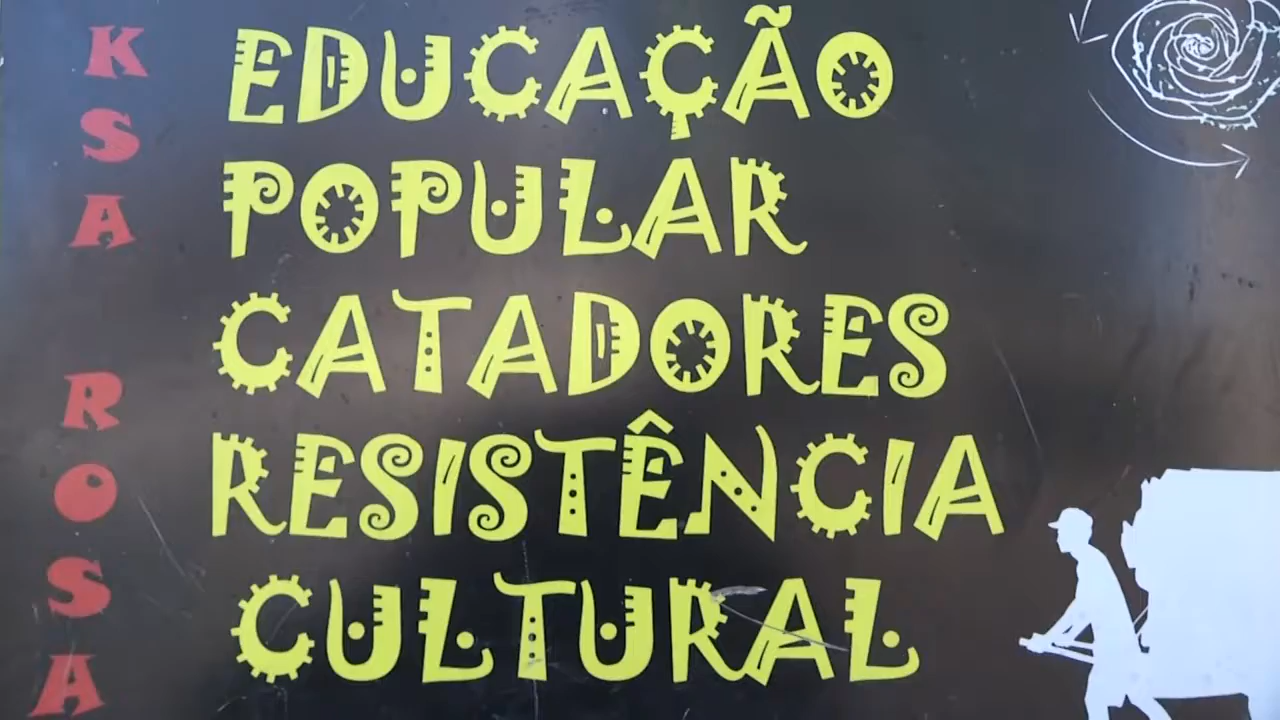 KSA ROSA
EDUCAÇÃO
POPULAR
CATADORES
RESISTÊNCIA
CULTURAL